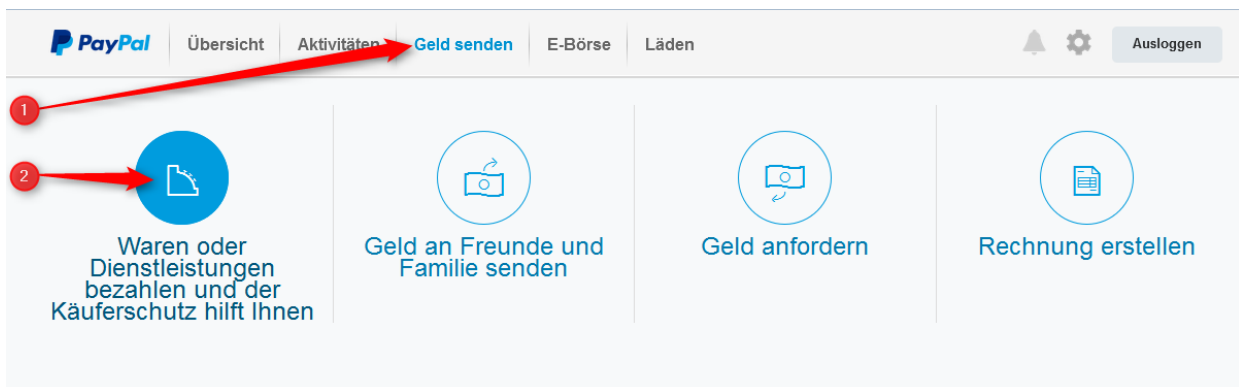 PayPal Übersicht Aktivitäten Geld senden E-Börse Läden Ausloggen
1
2
Waren oder
Dienstleistungen
bezahlen und der
Käuferschutz hilft Ihnen
Geld an Freunde und
Familie senden
Geld anfordern
Rechnung erstellen